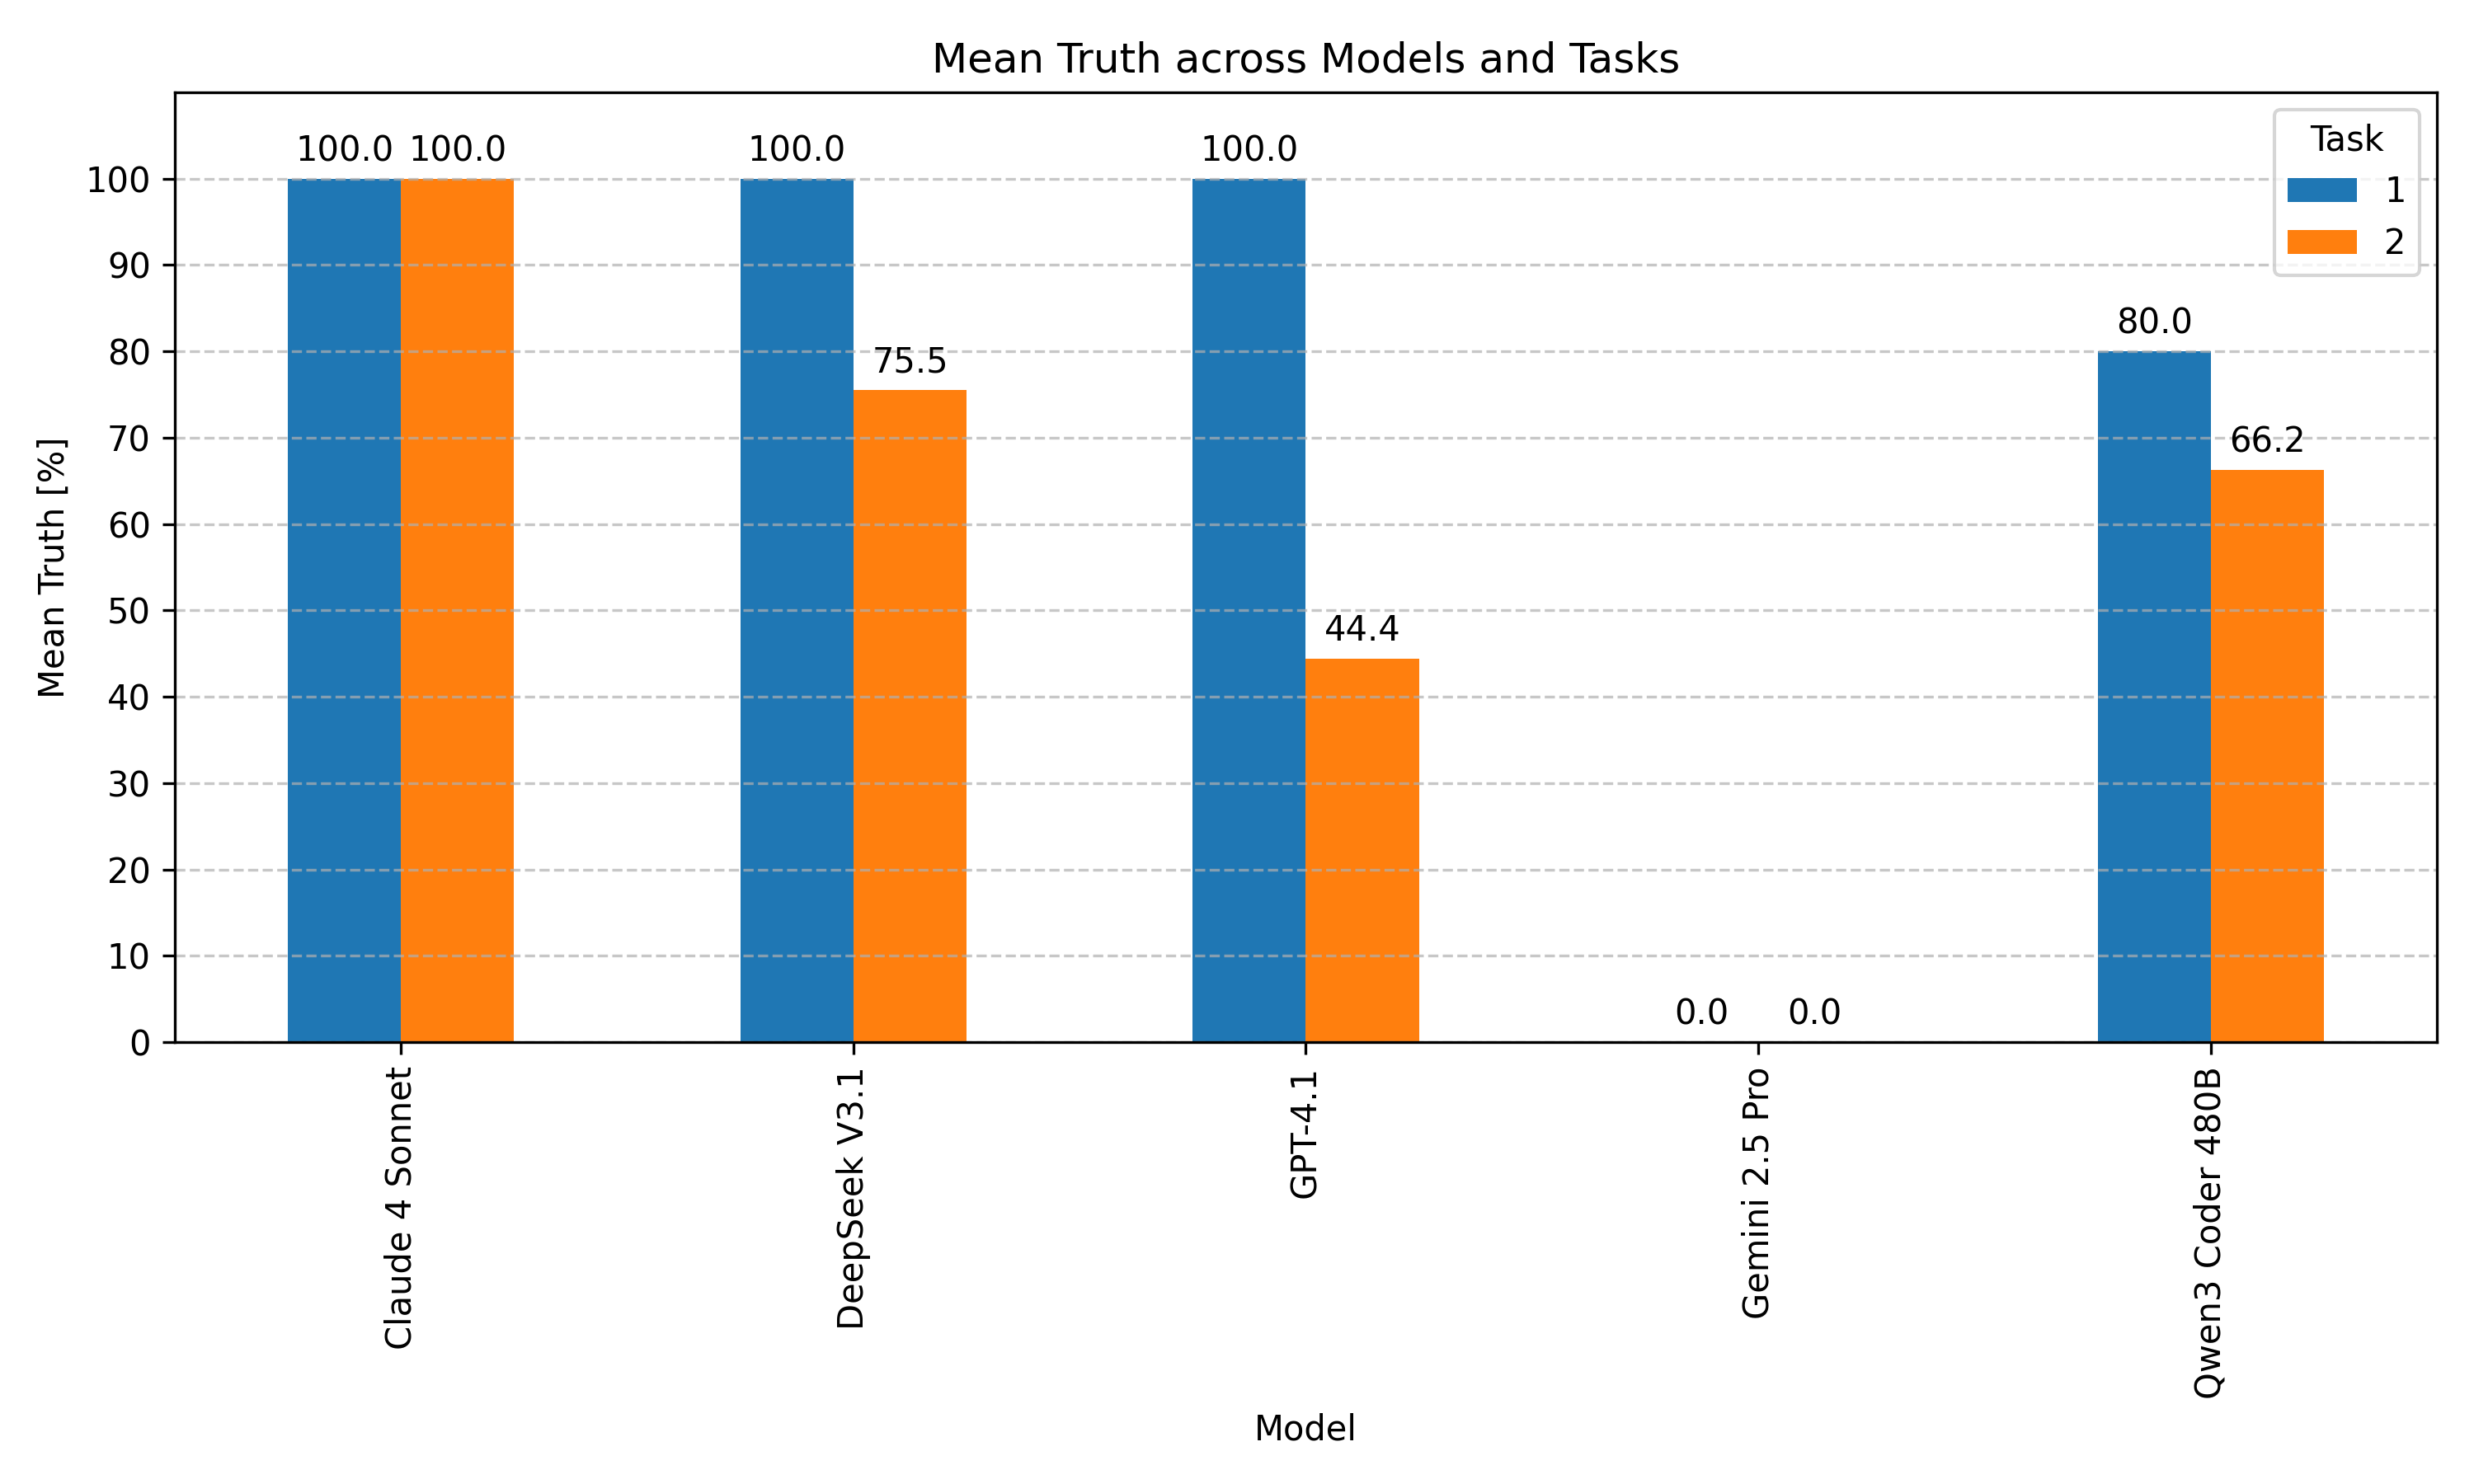 Mean Truth across Models and Tasks
Mean Truth [%]
100
90
80
70
60
50
40
30
20
10
0
100.0 100.0
100.0
75.5
100.0
44.4
0.0 0.0
80.0
66.2
Task
1
2
Claude 4 Sonnet
DeepSeek V3.1
GPT-4.1
Gemini 2.5 Pro
Qwen3 Coder 480B
Model